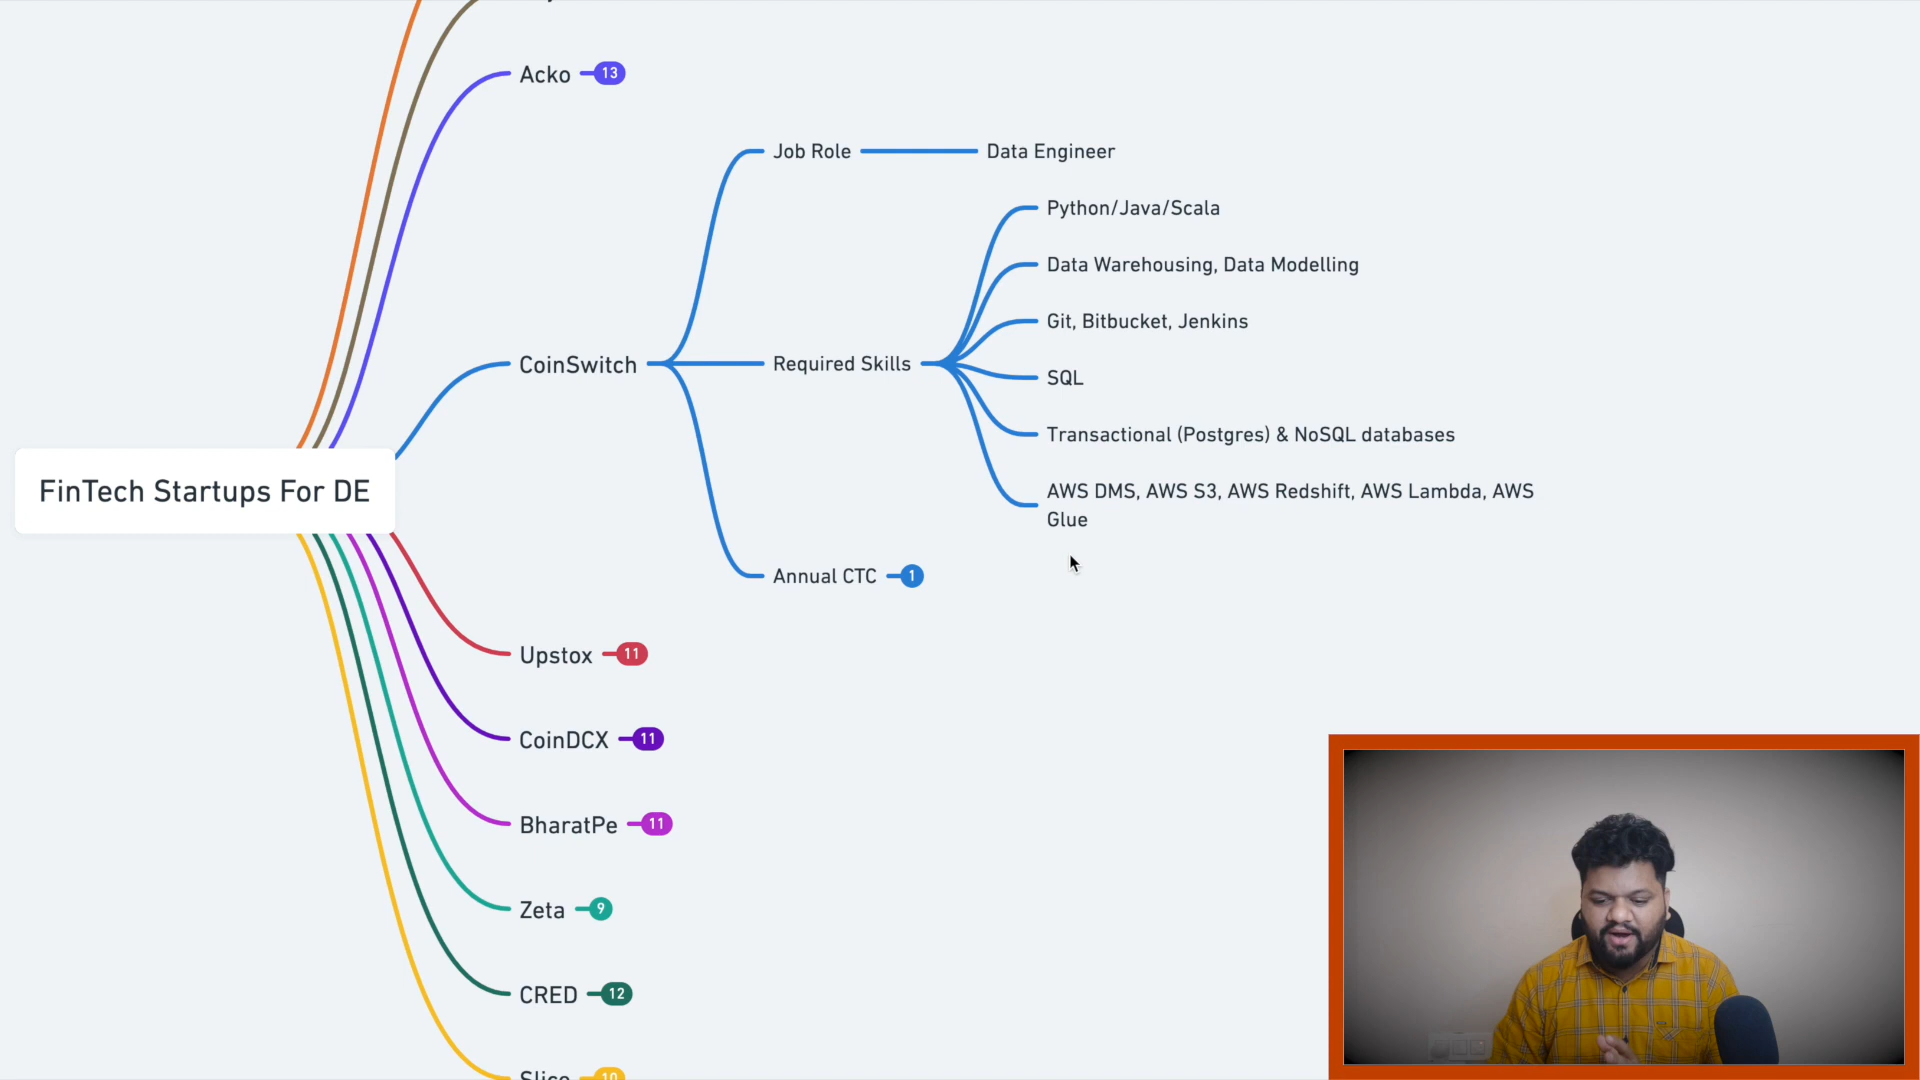 Acko 13
Job Role
Data Engineer
Python/Java/Scala
Data Warehousing, Data Modelling
Git, Bitbucket, Jenkins
CoinSwitch
Required Skills
SQL
Transactional (Postgres) & NoSQL databases
FinTech Startups For DE
AWS DMS, AWS S3, AWS Redshift, AWS Lambda, AWS
Glue
Annual CTC 1
Upstox 11
CoinDCX 11
BharatPe 11
Zeta 9
CRED 12
Slice 10